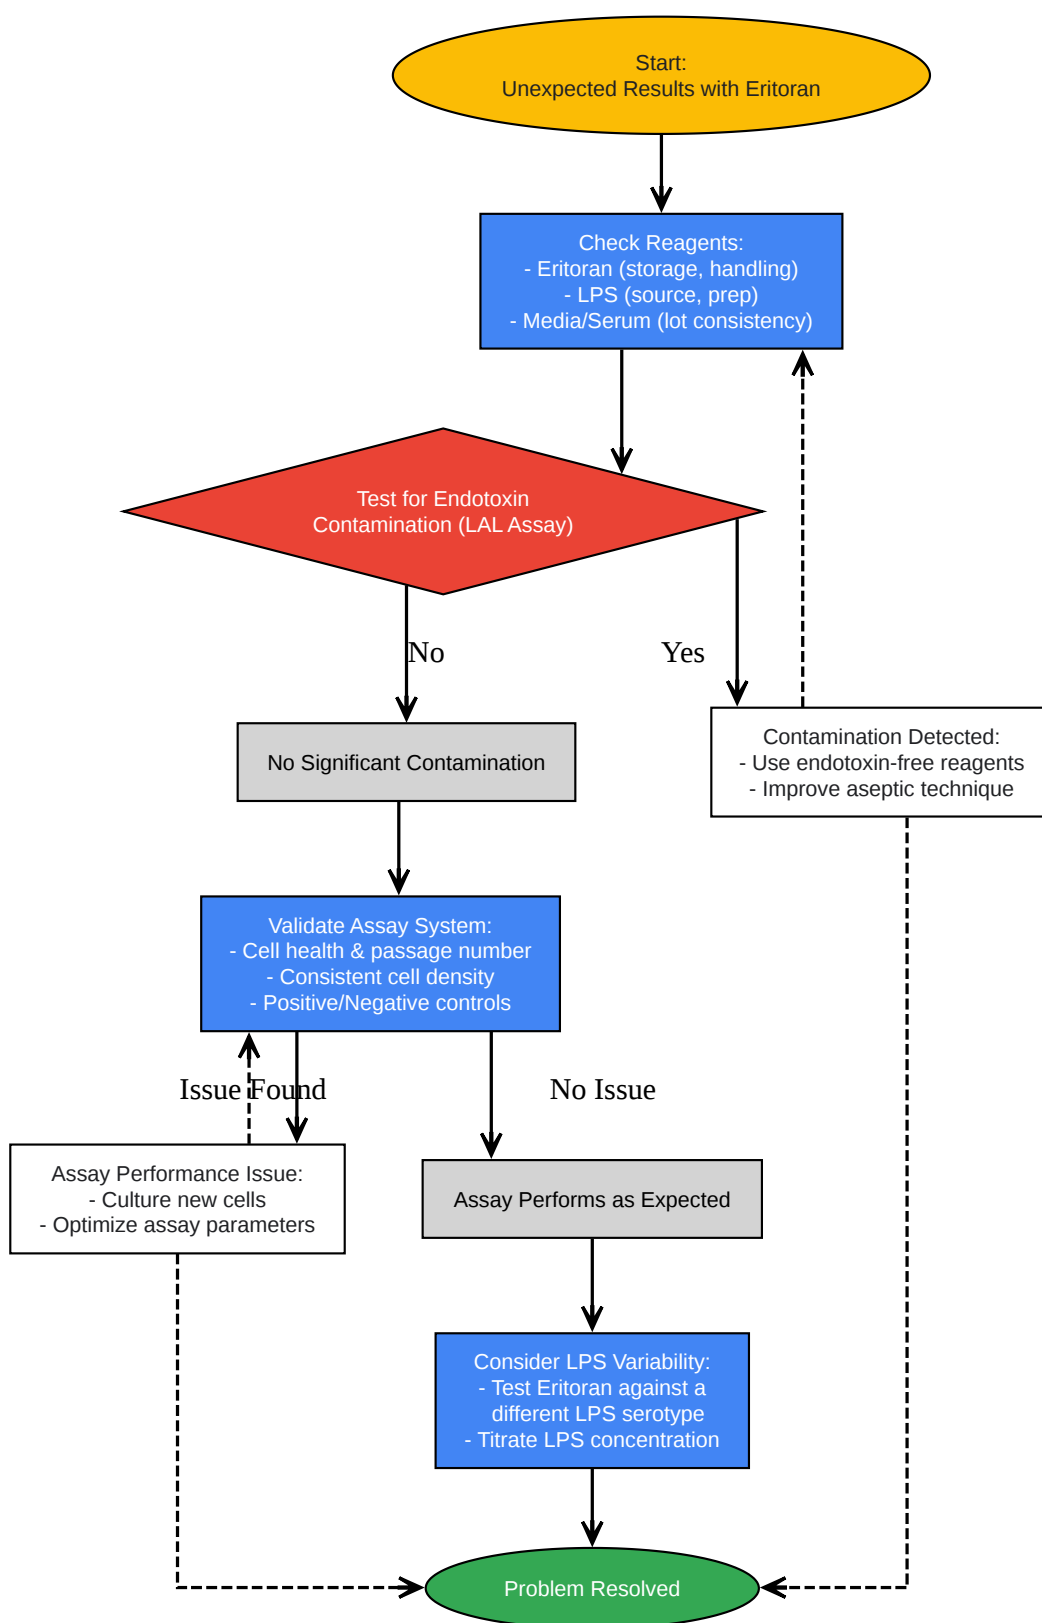 Start:
Unexpected Results with Eritoran
Check Reagents:
- Eritoran (storage, handling)
- LPS (source, prep)
- Media/Serum (lot consistency)
Test for Endotoxin
Contamination (LAL Assay)
No
Yes
No Significant Contamination
Contamination Detected:
- Use endotoxin-free reagents
- Improve aseptic technique
Validate Assay System:
- Cell health & passage number
- Consistent cell density
- Positive/Negative controls
Issue Found
No Issue
Assay Performance Issue:
- Culture new cells
- Optimize assay parameters
Assay Performs as Expected
Consider LPS Variability:
- Test Eritoran against a
different LPS serotype
- Titrate LPS concentration
Problem Resolved